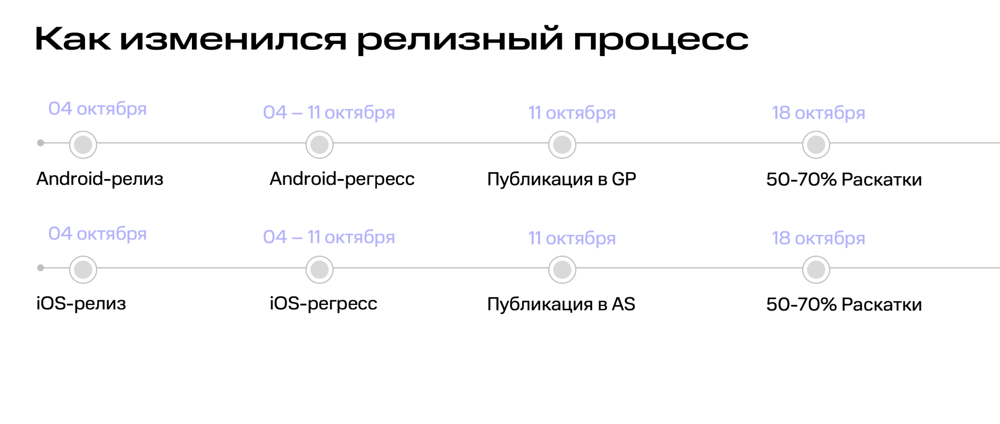 Как изменился релизный процесс
04 октября
04 – 11 октября
11 октября
18 октября
Android-релиз
Android-регресс
Публикация в GP
50-70% Раскатки
04 октября
04 – 11 октября
11 октября
18 октября
iOS-релиз
iOS-регресс
Публикация в AS
50-70% Раскатки